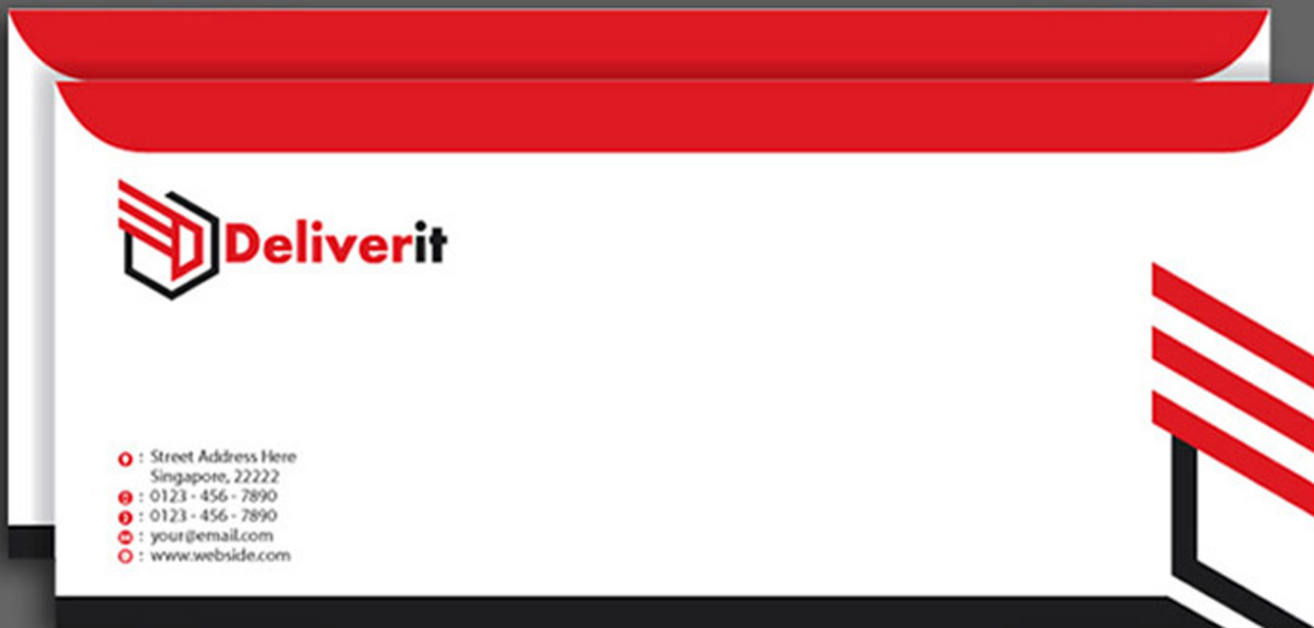 Deliverit
: Street Address Here
Singapore, 22222
: 0123 - 456 - 7890
: 0123 - 456 - 7890
: your@email.com
: www.webside.com